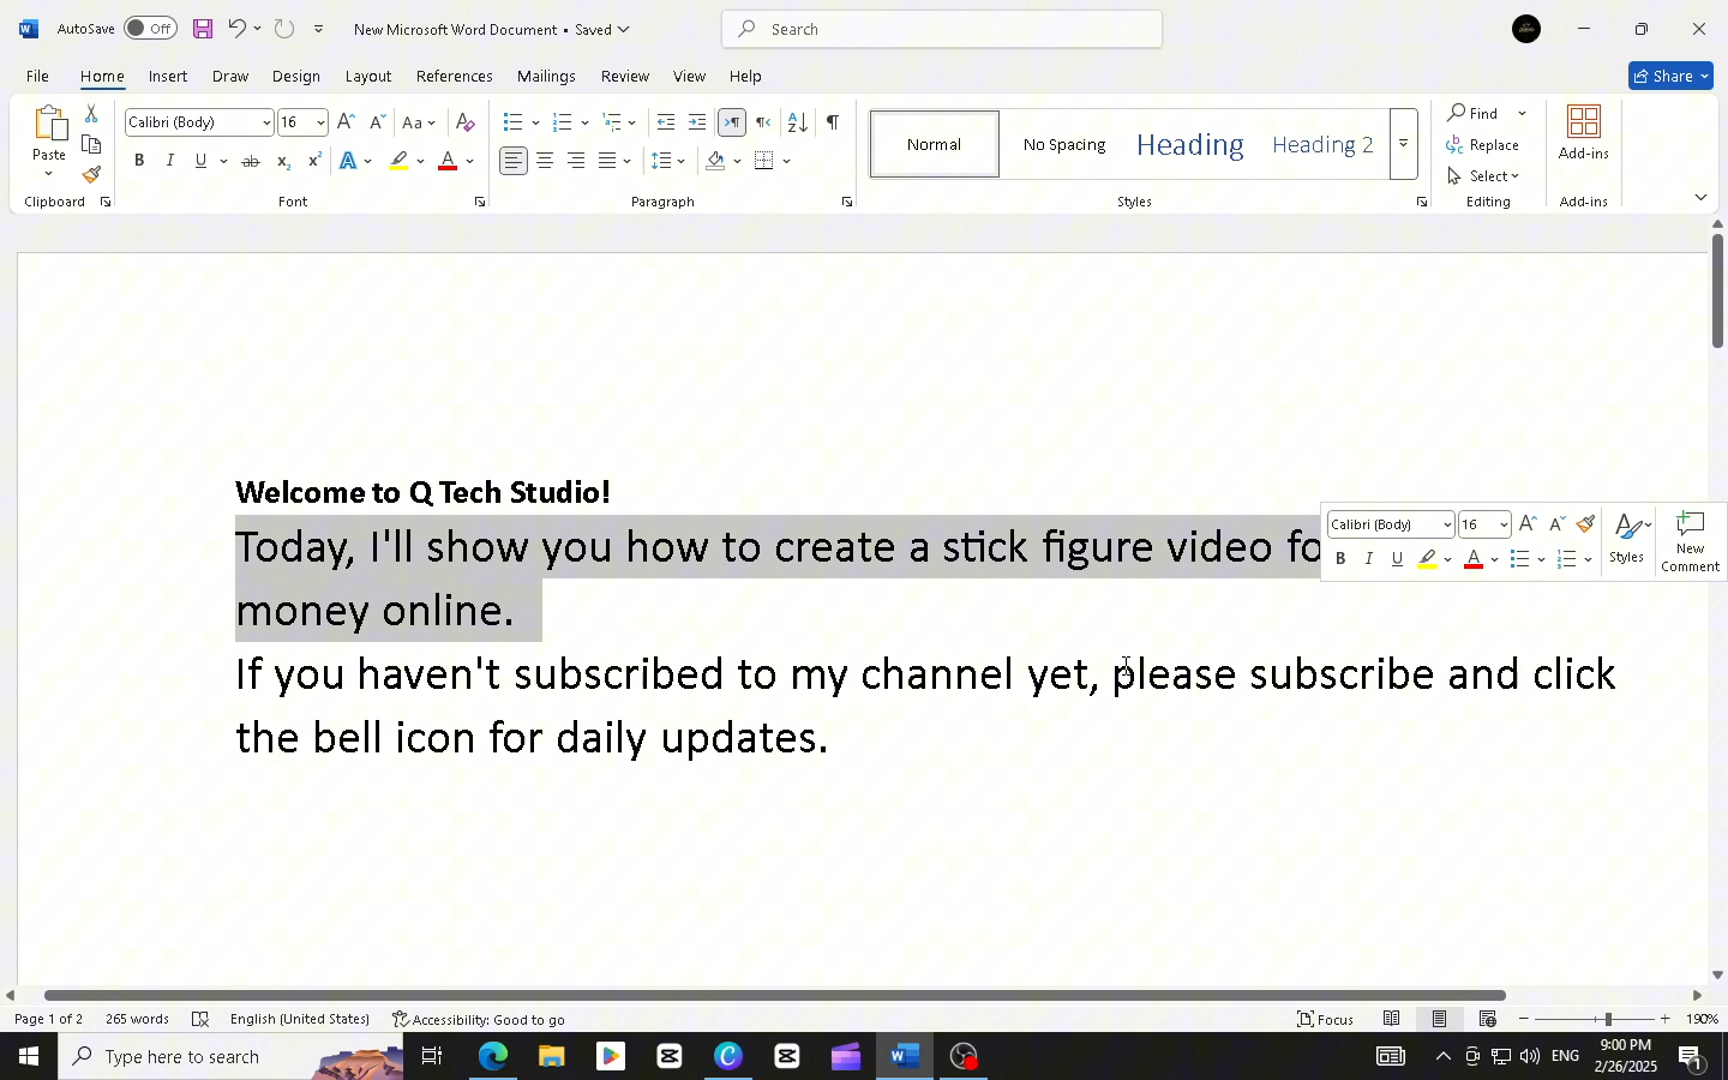 AutoSave Off New Microsoft Word Document • Saved Search
File Home Insert Draw Design Layout References Mailings Review View Help Share
Paste Calibri (Body) 16 Aa Normal No Spacing Heading Heading 2 Find Replace Select Add-ins
B I U ab x₂ x² A A
Clipboard Font Paragraph Styles Editing Add-ins
Welcome to Q Tech Studio!
Today, I'll show you how to create a stick figure video fo
money online.
Calibri (Body) 16 Styles New Comment
B I U A
If you haven't subscribed to my channel yet, please subscribe and click
the bell icon for daily updates.
Page 1 of 2 265 words English (United States) Accessibility: Good to go Focus 190%
Type here to search ENG 9:00 PM
2/26/2025 1